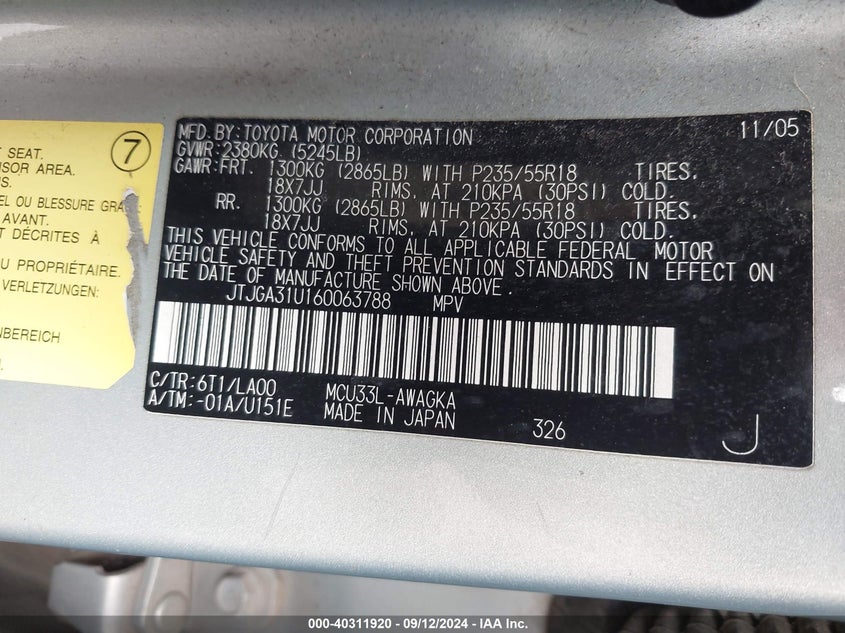 T SEAT.
SOR AREA.
S.
EL OU BLESSURE GRA
AVANT.
T DÉCRITES À
U PROPRIÉTAIRE.
VERLETZUNGEN.
NBEREICH
N.
7
MFD. BY: TOYOTA MOTOR CORPORATION 11/05
GVWR: 2380KG. (5245LB)
GAWR: FRT. 1300KG (2865LB) WITH P235/55R18 TIRES.
18X7JJ RIMS. AT 210KPA (30PSI) COLD.
RR. 1300KG (2865LB) WITH P235/55R18 TIRES.
18X7JJ RIMS. AT 210KPA (30PSI) COLD.
THIS VEHICLE CONFORMS TO ALL APPLICABLE FEDERAL MOTOR
VEHICLE SAFETY AND THEFT PREVENTION STANDARDS IN EFFECT ON
THE DATE OF MANUFACTURE SHOWN ABOVE.
JTJGA31U160063788 MPV
C/TR: 6T1/LA00 MCU33L-AWAGKA
A/TM: -01A/U151E MADE IN JAPAN 326 J
000-40311920 - 09/12/2024 - IAA Inc.